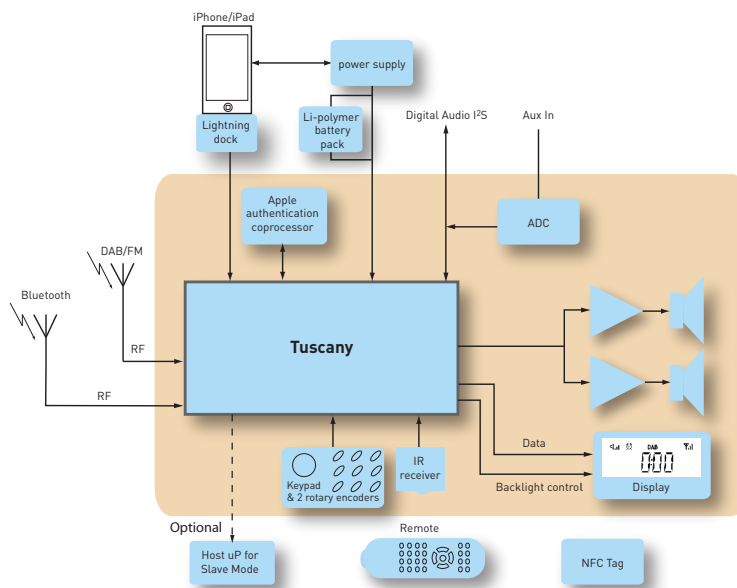 iPhone/iPad
power supply
Lightning
dock
Li-polymer
battery
pack
Digital Audio I²S
Aux In
Apple
authentication
coprocessor
ADC
DAB/FM
Bluetooth
RF
RF
Tuscany
Data
Backlight control
DAB
000
Display
Keypad
& 2 rotary encoders
IR
receiver
Optional
Host uP for
Slave Mode
Remote
NFC Tag